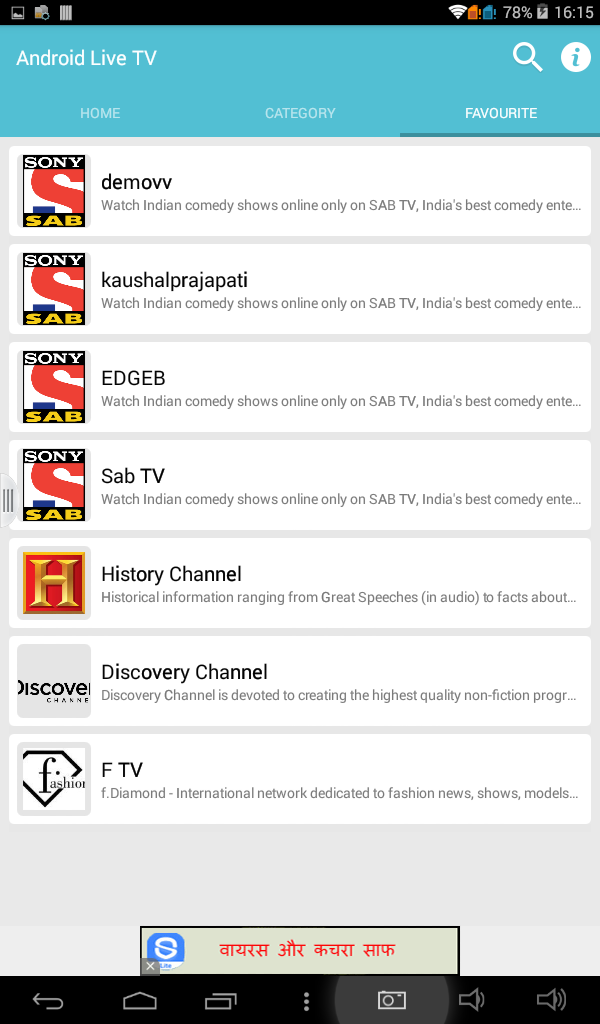 78% 16:15
Android Live TV
HOME CATEGORY FAVOURITE
SONY
S
SAB
demovv
Watch Indian comedy shows online only on SAB TV, India's best comedy ente...
SONY
S
SAB
kaushalprajapati
Watch Indian comedy shows online only on SAB TV, India's best comedy ente...
SONY
S
SAB
EDGEB
Watch Indian comedy shows online only on SAB TV, India's best comedy ente...
SONY
S
SAB
Sab TV
Watch Indian comedy shows online only on SAB TV, India's best comedy ente...
H
History Channel
Historical information ranging from Great Speeches (in audio) to facts about...
Discove
CHANNE
Discovery Channel
Discovery Channel is devoted to creating the highest quality non-fiction progr...
f.
ashion
F TV
f.Diamond - International network dedicated to fashion news, shows, models...
S
Lite
वायरस और कचरा साफ